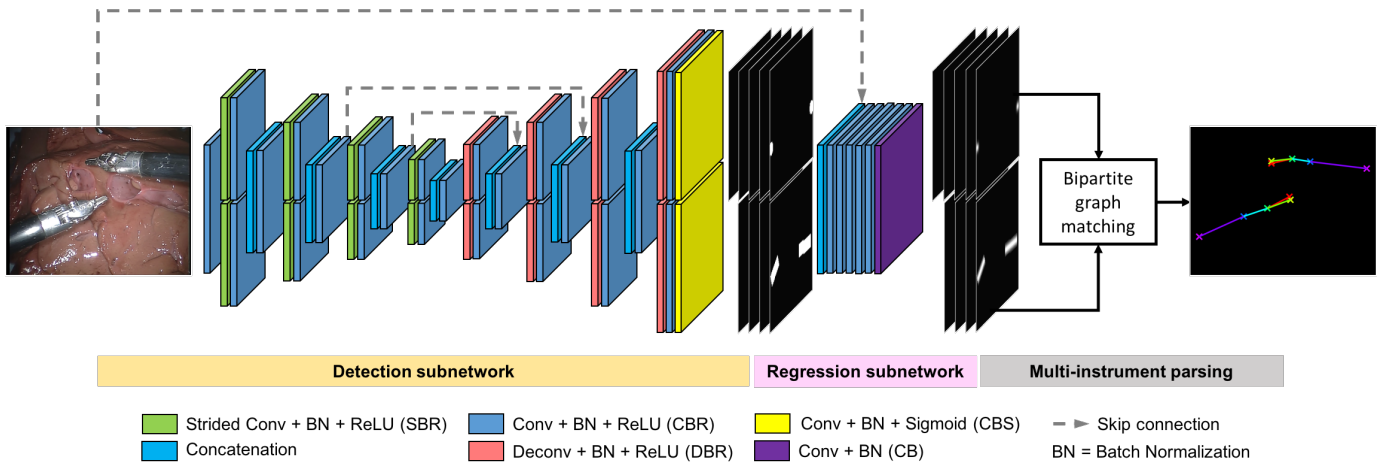 Bipartite
graph
matching
Detection subnetwork
Regression subnetwork
Multi-instrument parsing
Strided Conv + BN + ReLU (SBR)
Conv + BN + ReLU (CBR)
Conv + BN + Sigmoid (CBS)
Skip connection
Concatenation
Deconv + BN + ReLU (DBR)
Conv + BN (CB)
BN = Batch Normalization